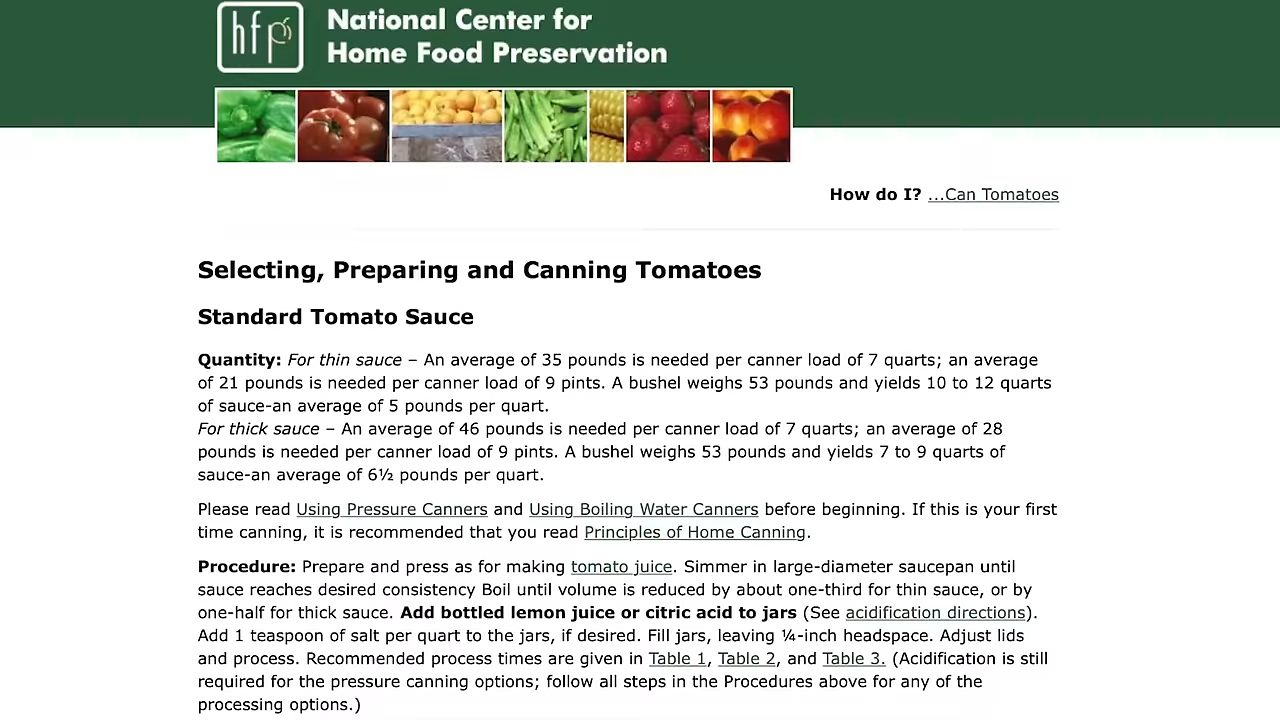 hfp
National Center for
Home Food Preservation
How do I? ...Can Tomatoes
Selecting, Preparing and Canning Tomatoes
Standard Tomato Sauce
Quantity: For thin sauce – An average of 35 pounds is needed per canner load of 7 quarts; an average
of 21 pounds is needed per canner load of 9 pints. A bushel weighs 53 pounds and yields 10 to 12 quarts
of sauce-an average of 5 pounds per quart.
For thick sauce – An average of 46 pounds is needed per canner load of 7 quarts; an average of 28
pounds is needed per canner load of 9 pints. A bushel weighs 53 pounds and yields 7 to 9 quarts of
sauce-an average of 6½ pounds per quart.
Please read Using Pressure Canners and Using Boiling Water Canners before beginning. If this is your first
time canning, it is recommended that you read Principles of Home Canning.
Procedure: Prepare and press as for making tomato juice. Simmer in large-diameter saucepan until
sauce reaches desired consistency Boil until volume is reduced by about one-third for thin sauce, or by
one-half for thick sauce. Add bottled lemon juice or citric acid to jars (See acidification directions).
Add 1 teaspoon of salt per quart to the jars, if desired. Fill jars, leaving ¼-inch headspace. Adjust lids
and process. Recommended process times are given in Table 1, Table 2, and Table 3. (Acidification is still
required for the pressure canning options; follow all steps in the Procedures above for any of the
processing options.)